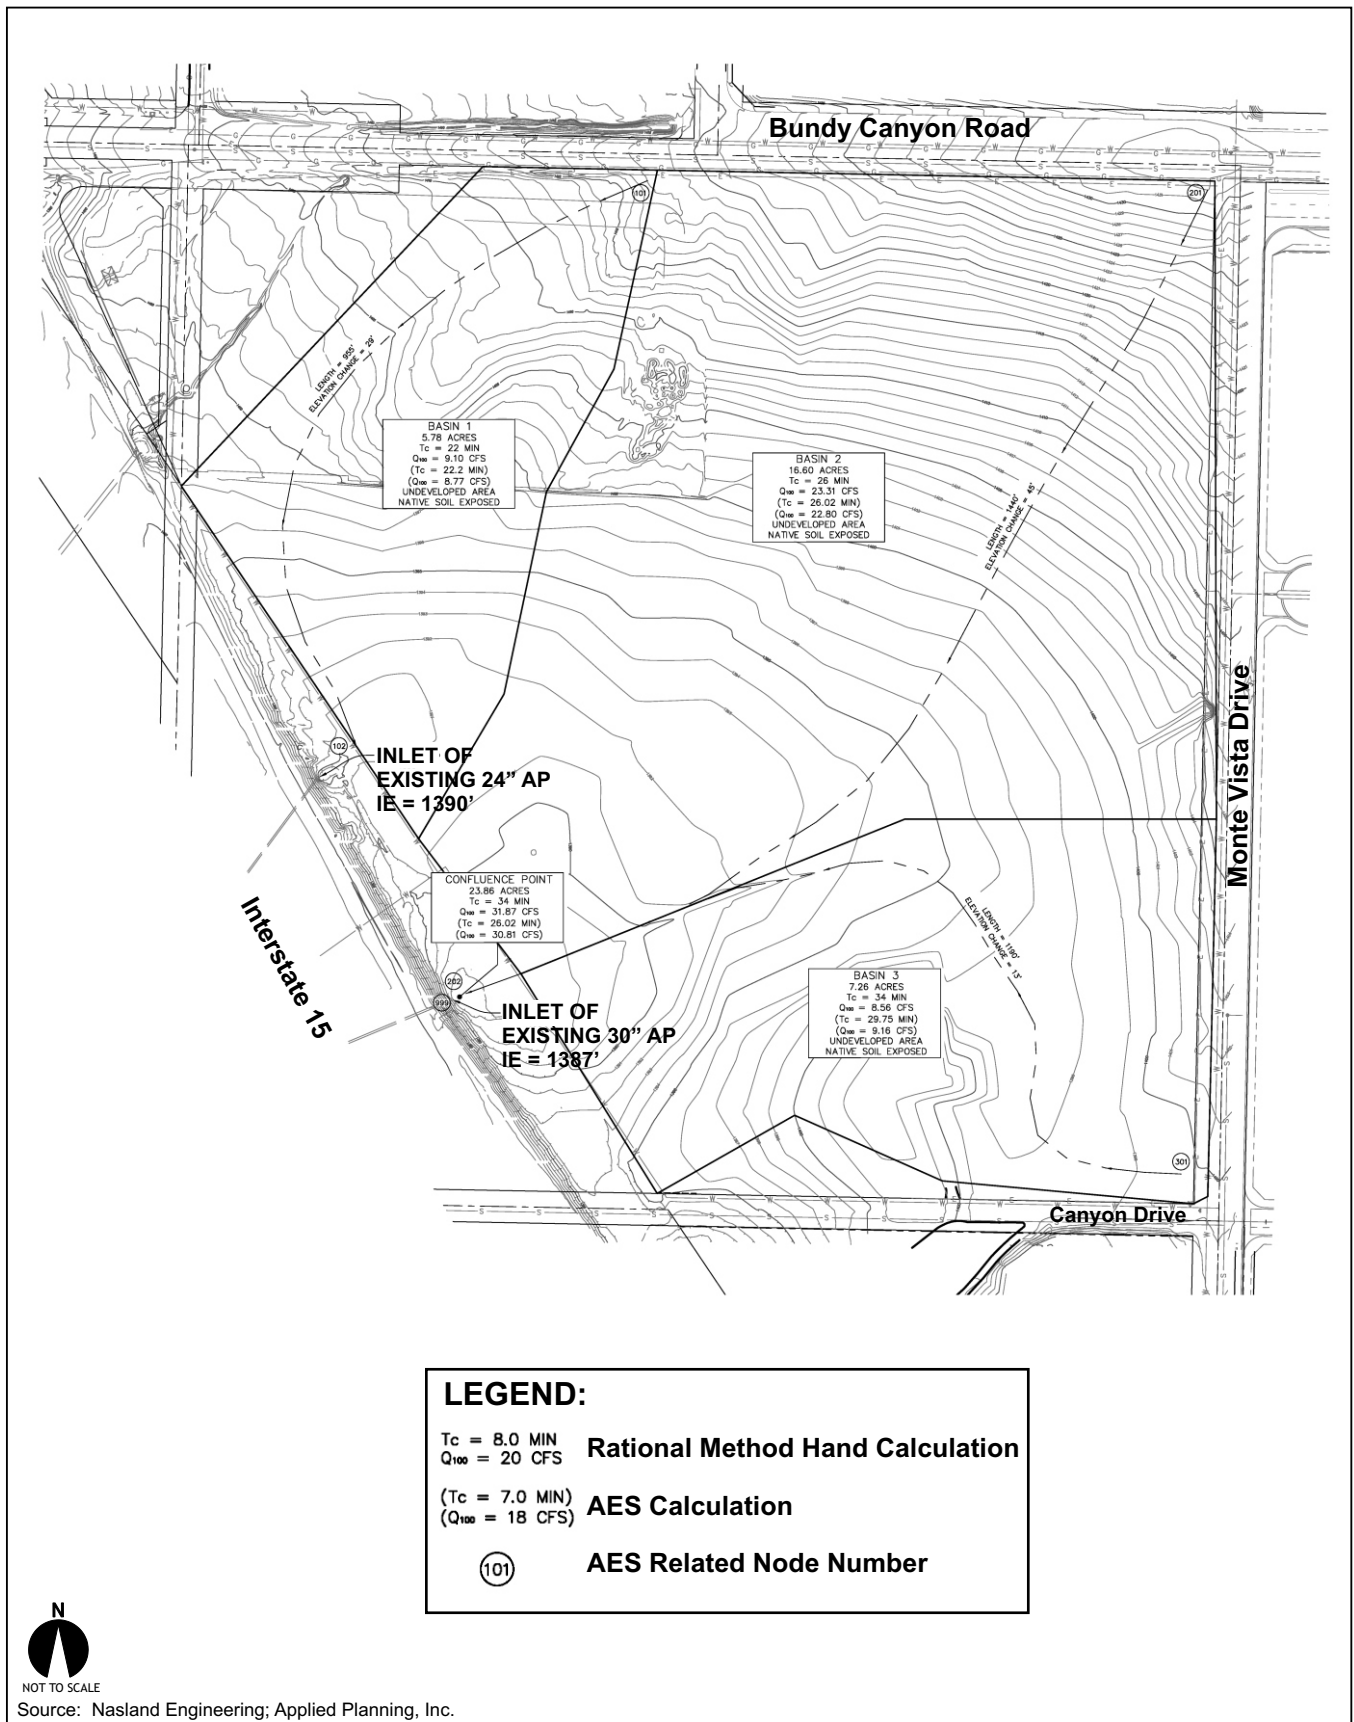 Bundy Canyon Road
101
201
LENGTH = 955'
ELEVATION CHANGE = 29'
BASIN 1
5.78 ACRES
Tc = 22 MIN
Q100 = 9.10 CFS
(Tc = 22.2 MIN)
(Q100 = 8.77 CFS)
UNDEVELOPED AREA
NATIVE SOIL EXPOSED
BASIN 2
16.60 ACRES
Tc = 26 MIN
Q100 = 23.31 CFS
(Tc = 26.02 MIN)
(Q100 = 22.80 CFS)
UNDEVELOPED AREA
NATIVE SOIL EXPOSED
LENGTH = 1440'
ELEVATION CHANGE = 45'
Monte Vista Drive
102
INLET OF
EXISTING 24” AP
IE = 1390’
CONFLUENCE POINT
23.86 ACRES
Tc = 34 MIN
Q100 = 31.87 CFS
(Tc = 26.02 MIN)
(Q100 = 30.81 CFS)
Interstate 15
LENGTH = 1190'
ELEVATION CHANGE = 13'
202
999
INLET OF
EXISTING 30” AP
IE = 1387’
BASIN 3
7.26 ACRES
Tc = 34 MIN
Q100 = 8.56 CFS
(Tc = 29.75 MIN)
(Q100 = 9.16 CFS)
UNDEVELOPED AREA
NATIVE SOIL EXPOSED
301
Canyon Drive
LEGEND:
Tc = 8.0 MIN
Q100 = 20 CFS
Rational Method Hand Calculation
(Tc = 7.0 MIN)
(Q100 = 18 CFS)
AES Calculation
101
AES Related Node Number
N
NOT TO SCALE
Source: Nasland Engineering; Applied Planning, Inc.